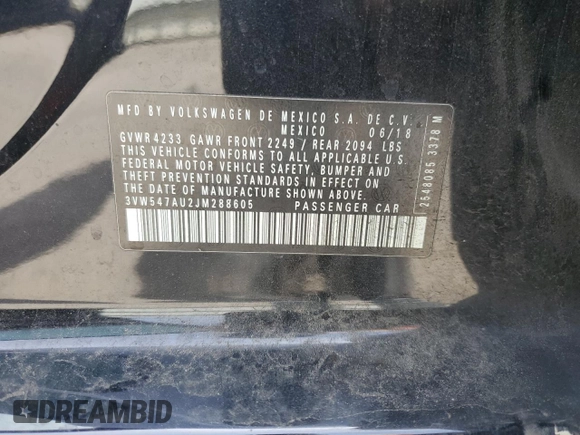 MFD BY VOLKSWAGEN DE MEXICO S.A. DE C.V.
MEXICO 06/18
GVWR 4233 GAWR FRONT 2249 / REAR 2094 LBS
THIS VEHICLE CONFORMS TO ALL APPLICABLE U.S.
FEDERAL MOTOR VEHICLE SAFETY, BUMPER AND
THEFT PREVENTION STANDARDS IN EFFECT ON
THE DATE OF MANUFACTURE SHOWN ABOVE.
3VW547AU2JM288605 PASSENGER CAR
2548085 3378 M
DREAMBID